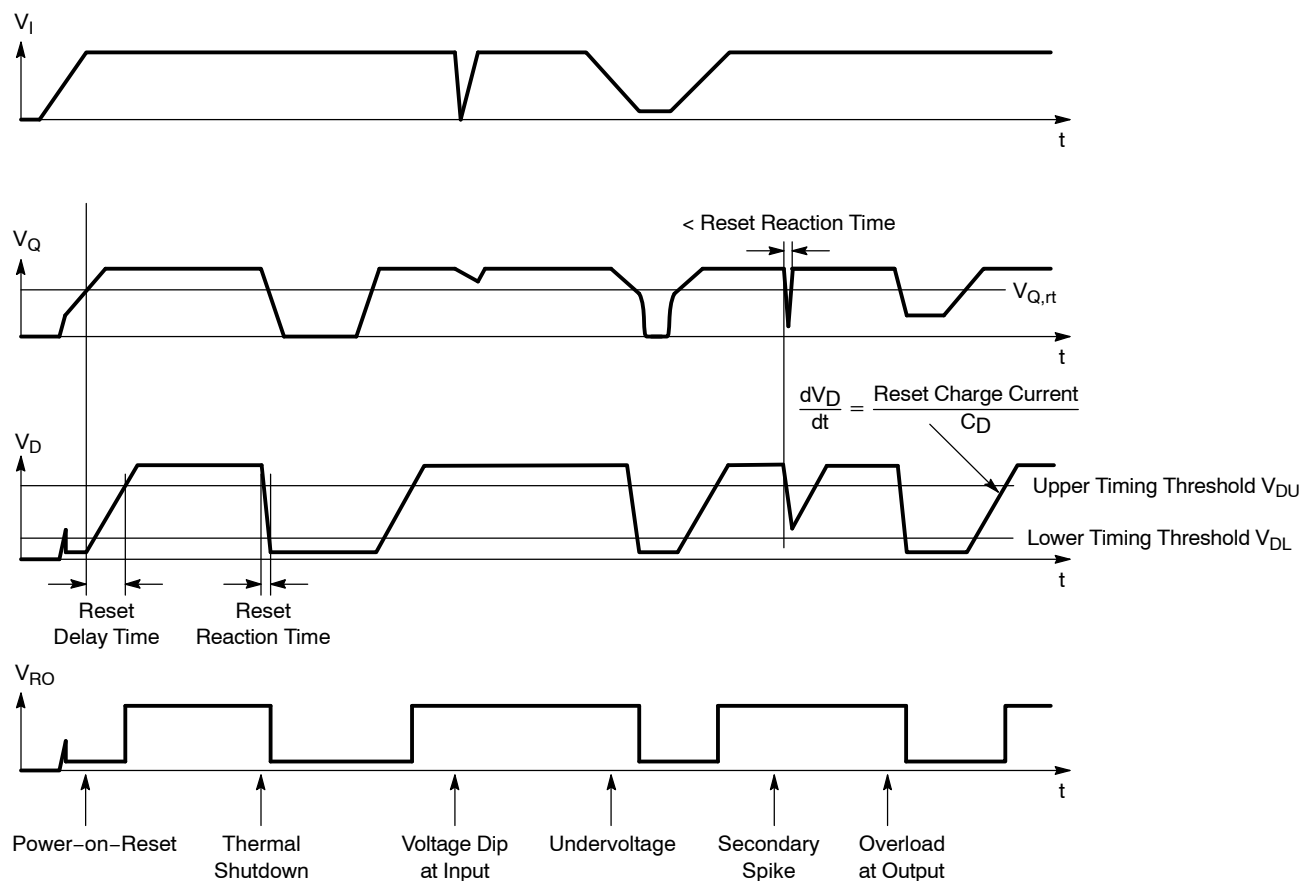 V_I
t
< Reset Reaction Time
V_Q
V_Q,rt
t
dV_D/dt = Reset Charge Current/C_D
V_D
Upper Timing Threshold V_DU
Lower Timing Threshold V_DL
t
Reset
Delay Time
Reset
Reaction Time
V_RO
t
Power−on−Reset
Thermal
Shutdown
Voltage Dip
at Input
Undervoltage
Secondary
Spike
Overload
at Output